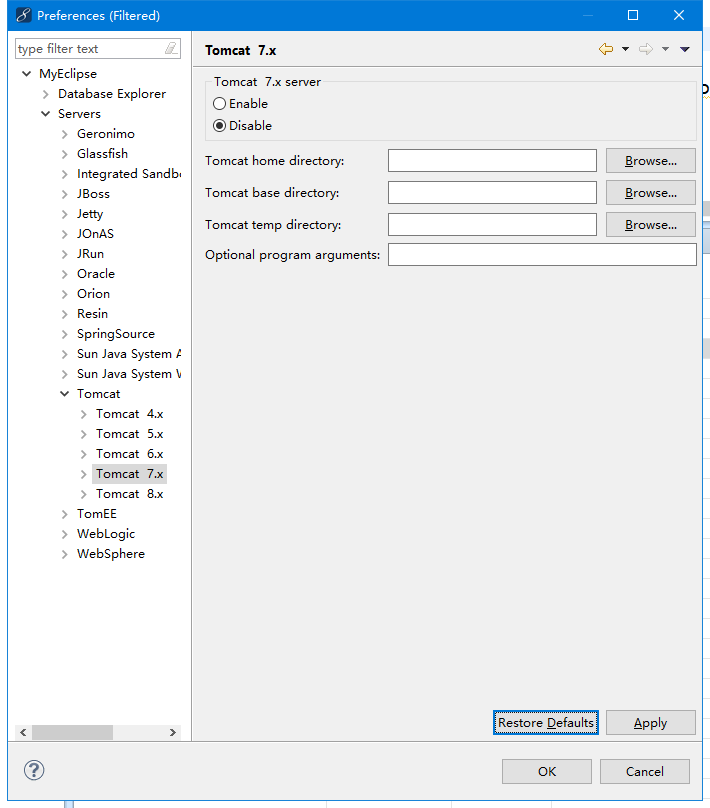 Preferences (Filtered)
type filter text
MyEclipse
Database Explorer
Servers
Geronimo
Glassfish
Integrated Sandb
JBoss
Jetty
JOnAS
JRun
Oracle
Orion
Resin
SpringSource
Sun Java System A
Sun Java System W
Tomcat
Tomcat 4.x
Tomcat 5.x
Tomcat 6.x
Tomcat 7.x
Tomcat 8.x
TomEE
WebLogic
WebSphere
Tomcat 7.x
Tomcat 7.x server
Enable
Disable
Tomcat home directory:
Browse...
Tomcat base directory:
Browse...
Tomcat temp directory:
Browse...
Optional program arguments:
Restore Defaults
Apply
OK
Cancel